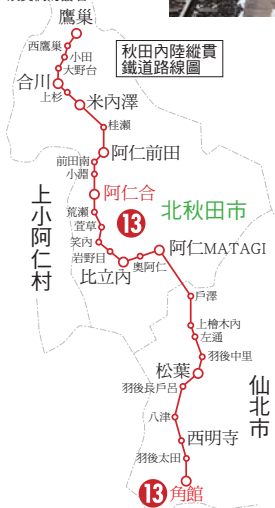 鷹巢
西鷹巢
小田
大野台
合川
上杉
米內澤
桂瀨
阿仁前田
前田南
小淵
阿仁合
荒瀨
萱草
笑內
岩野目
比立內
奧阿仁
阿仁MATAGI
戶澤
上檜木內
左通
羽後中里
松葉
羽後長戶呂
八津
西明寺
羽後太田
角館
秋田內陸縱貫
鐵道路線圖
上小阿仁村
北秋田市
仙北市
13
13